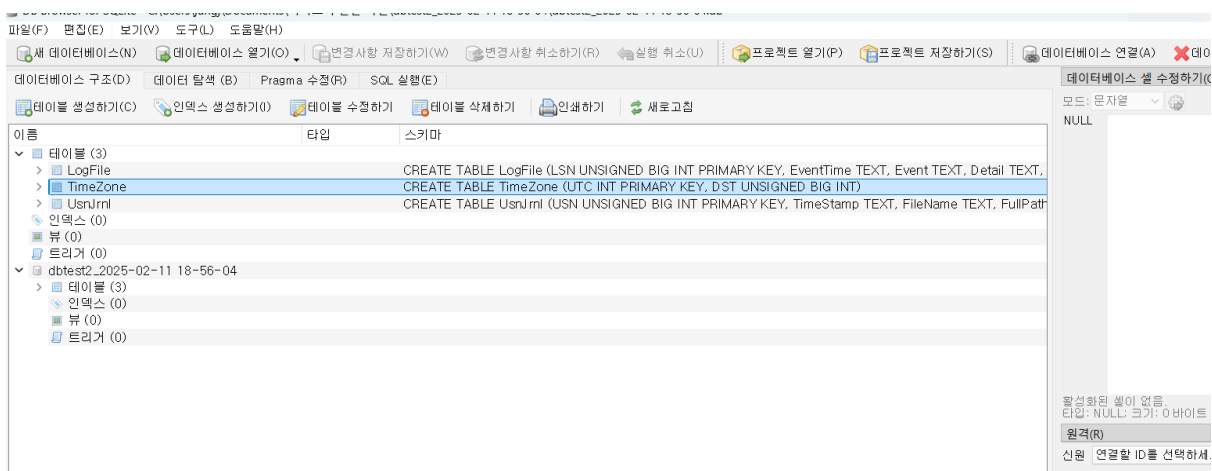 파일(F) 편집(E) 보기(V) 도구(L) 도움말(H)
새 데이터베이스(N) 데이터베이스 열기(O) 변경사항 저장하기(W) 변경사항 취소하기(R) 실행 취소(U) 프로젝트 열기(P) 프로젝트 저장하기(S) 데이터베이스 연결(A)
데이터베이스 구조(D) 데이터 탐색 (B) Pragma 수정(R) SQL 실행(E)
데이터베이스 셀 수정하기(
테이블 생성하기(C) 인덱스 생성하기(I) 테이블 수정하기 테이블 삭제하기 인쇄하기 새로고침
모드: 문자열
NULL
이름 타입 스키마
테이블 (3)
LogFile CREATE TABLE LogFile (LSN UNSIGNED BIG INT PRIMARY KEY, EventTime TEXT, Event TEXT, Detail TEXT,
TimeZone CREATE TABLE TimeZone (UTC INT PRIMARY KEY, DST UNSIGNED BIG INT)
UsnJrnl CREATE TABLE UsnJrnl (USN UNSIGNED BIG INT PRIMARY KEY, TimeStamp TEXT, FileName TEXT, FullPath
인덱스 (0)
뷰 (0)
트리거 (0)
dbtest2_2025-02-11 18-56-04
테이블 (3)
인덱스 (0)
뷰 (0)
트리거 (0)
활성화된 셀이 없음.
타입: NULL; 크기: 0 바이트
원격(R)
신원 연결할 ID를 선택하세